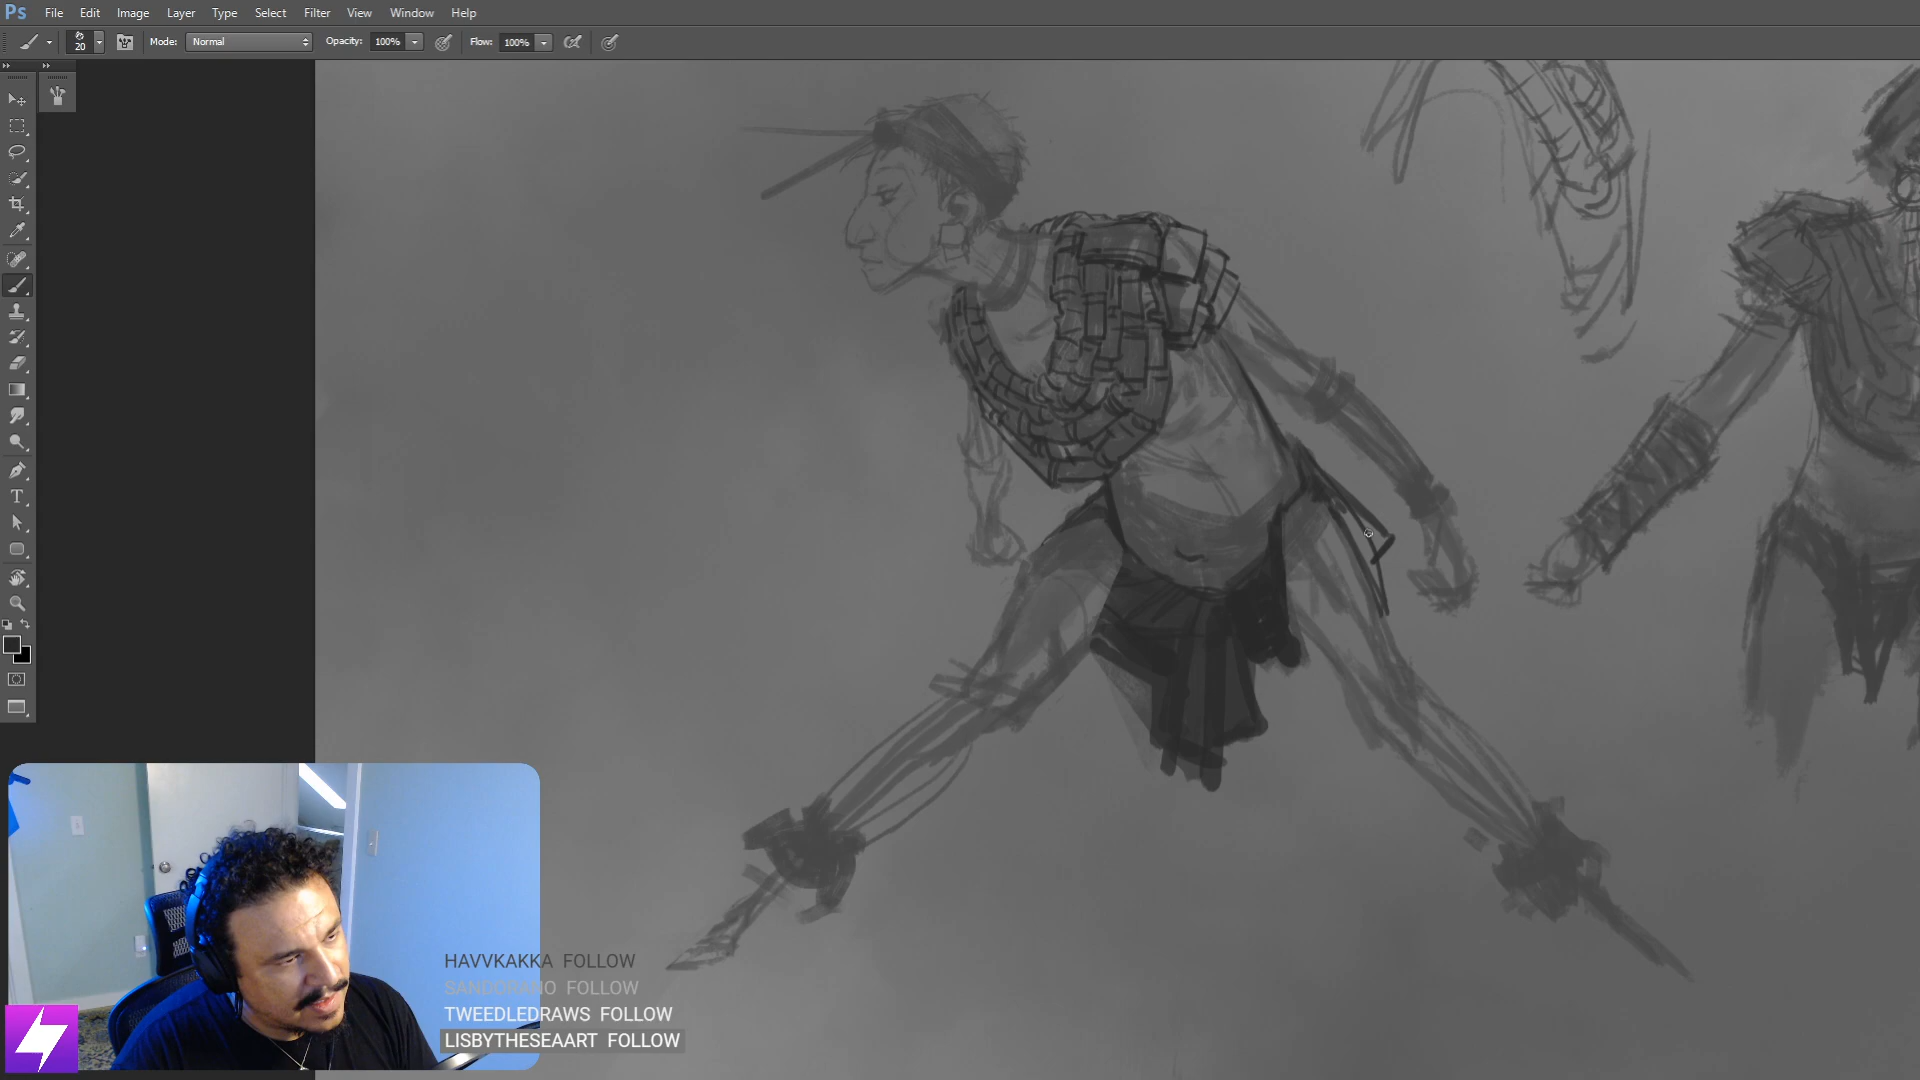 Ps File Edit Image Layer Type Select Filter View Window Help
20 Mode: Normal Opacity: 100% Flow: 100%
HAVVKAKKA FOLLOW
SANDORANO FOLLOW
TWEEDLEDRAWS FOLLOW
LISBYTHESEAART FOLLOW